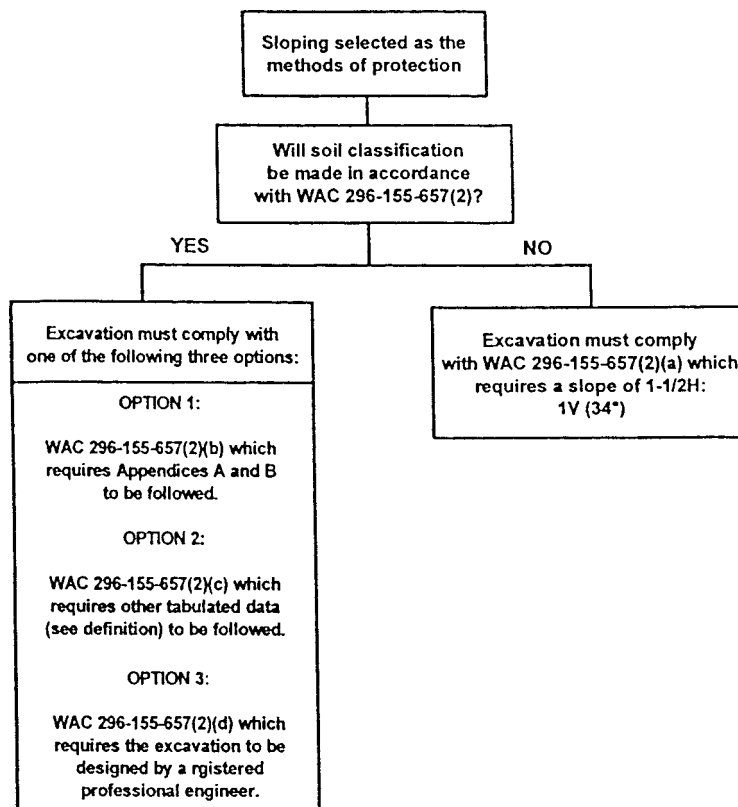 Sloping selected as the
methods of protection
Will soil classification
be made in accordance
with WAC 296-155-657(2)?
YES
NO
Excavation must comply with
one of the following three options:
OPTION 1:
WAC 296-155-657(2)(b) which
requires Appendices A and B
to be followed.
OPTION 2:
WAC 296-155-657(2)(c) which
requires other tabulated data
(see definition) to be followed.
OPTION 3:
WAC 296-155-657(2)(d) which
requires the excavation to be
designed by a rgistered
professional engineer.
Excavation must comply
with WAC 296-155-657(2)(a) which
requires a slope of 1-1/2H:
1V (34°)